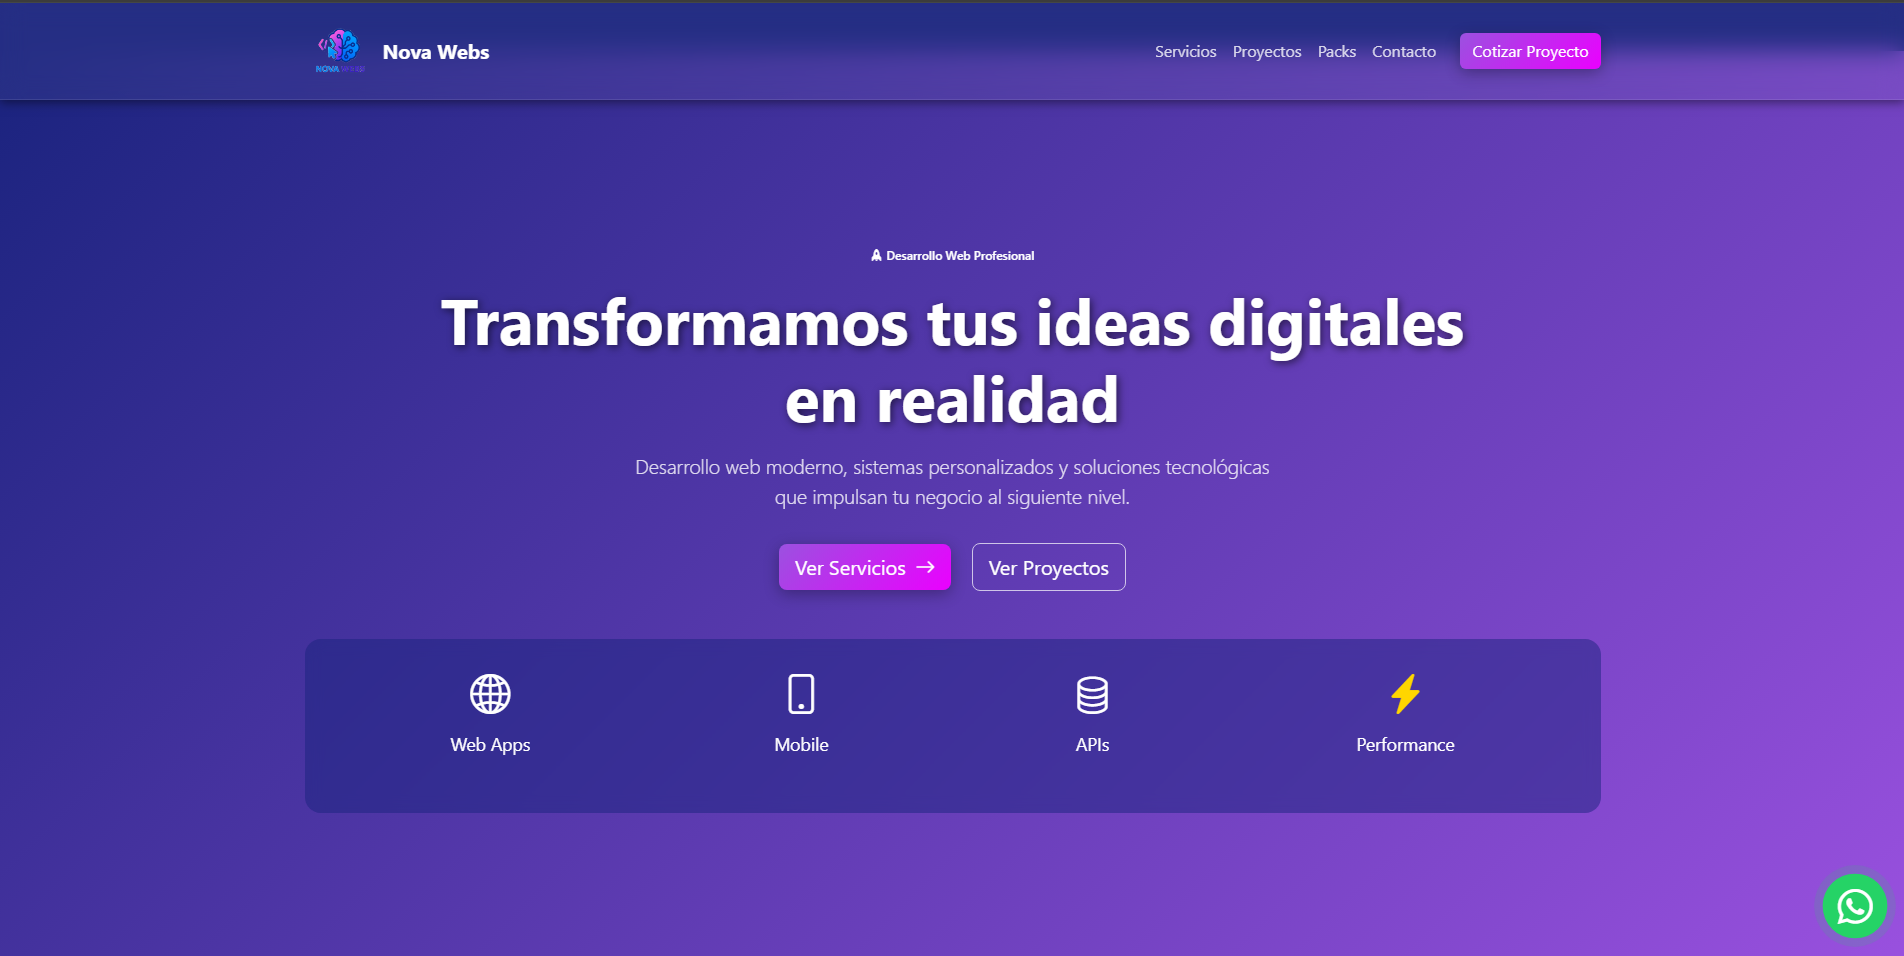 Nova Webs
Servicios Proyectos Packs Contacto Cotizar Proyecto
Desarrollo Web Profesional
Transformamos tus ideas digitales
en realidad
Desarrollo web moderno, sistemas personalizados y soluciones tecnológicas
que impulsan tu negocio al siguiente nivel.
Ver Servicios → Ver Proyectos
Web Apps Mobile APIs Performance